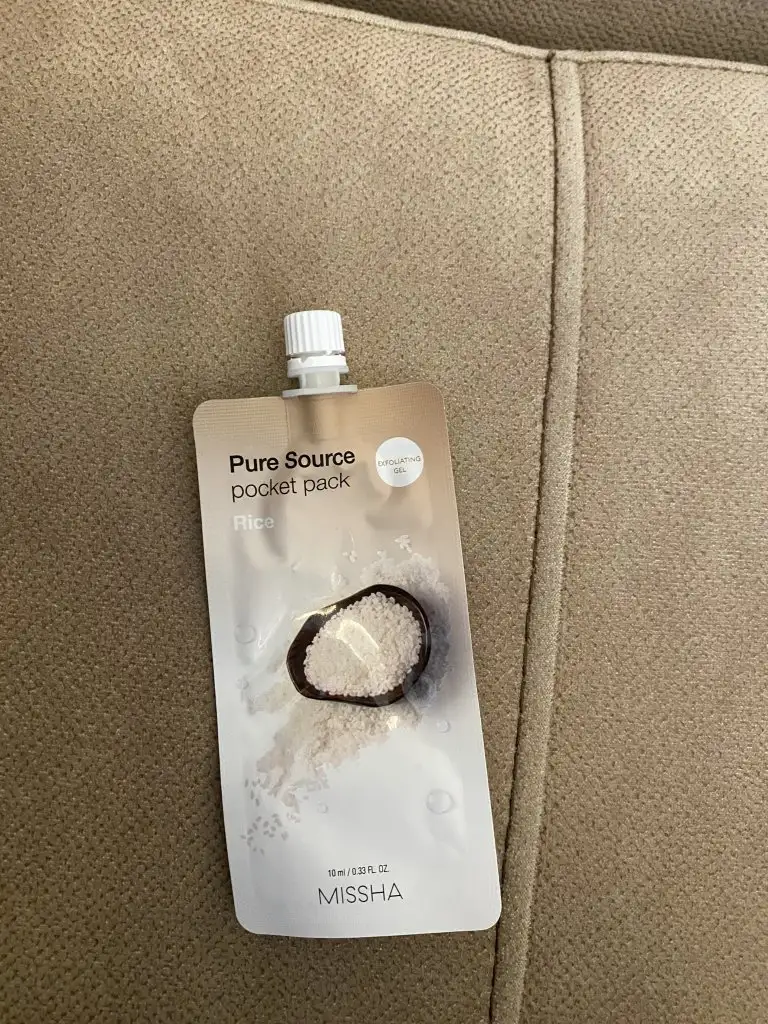 Pure Source
pocket pack
EXFOLIATING
GEL
Rice
10 ml / 0.33 FL. OZ.
MISSHA